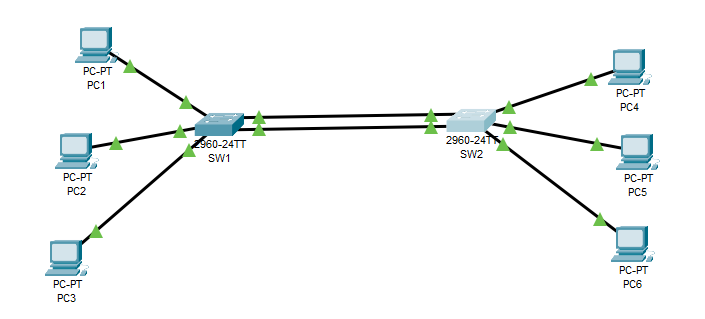 PC-PT
PC1
PC-PT
PC2
PC-PT
PC3
2960-24TT
SW1
2960-24TT
SW2
PC-PT
PC4
PC-PT
PC5
PC-PT
PC6